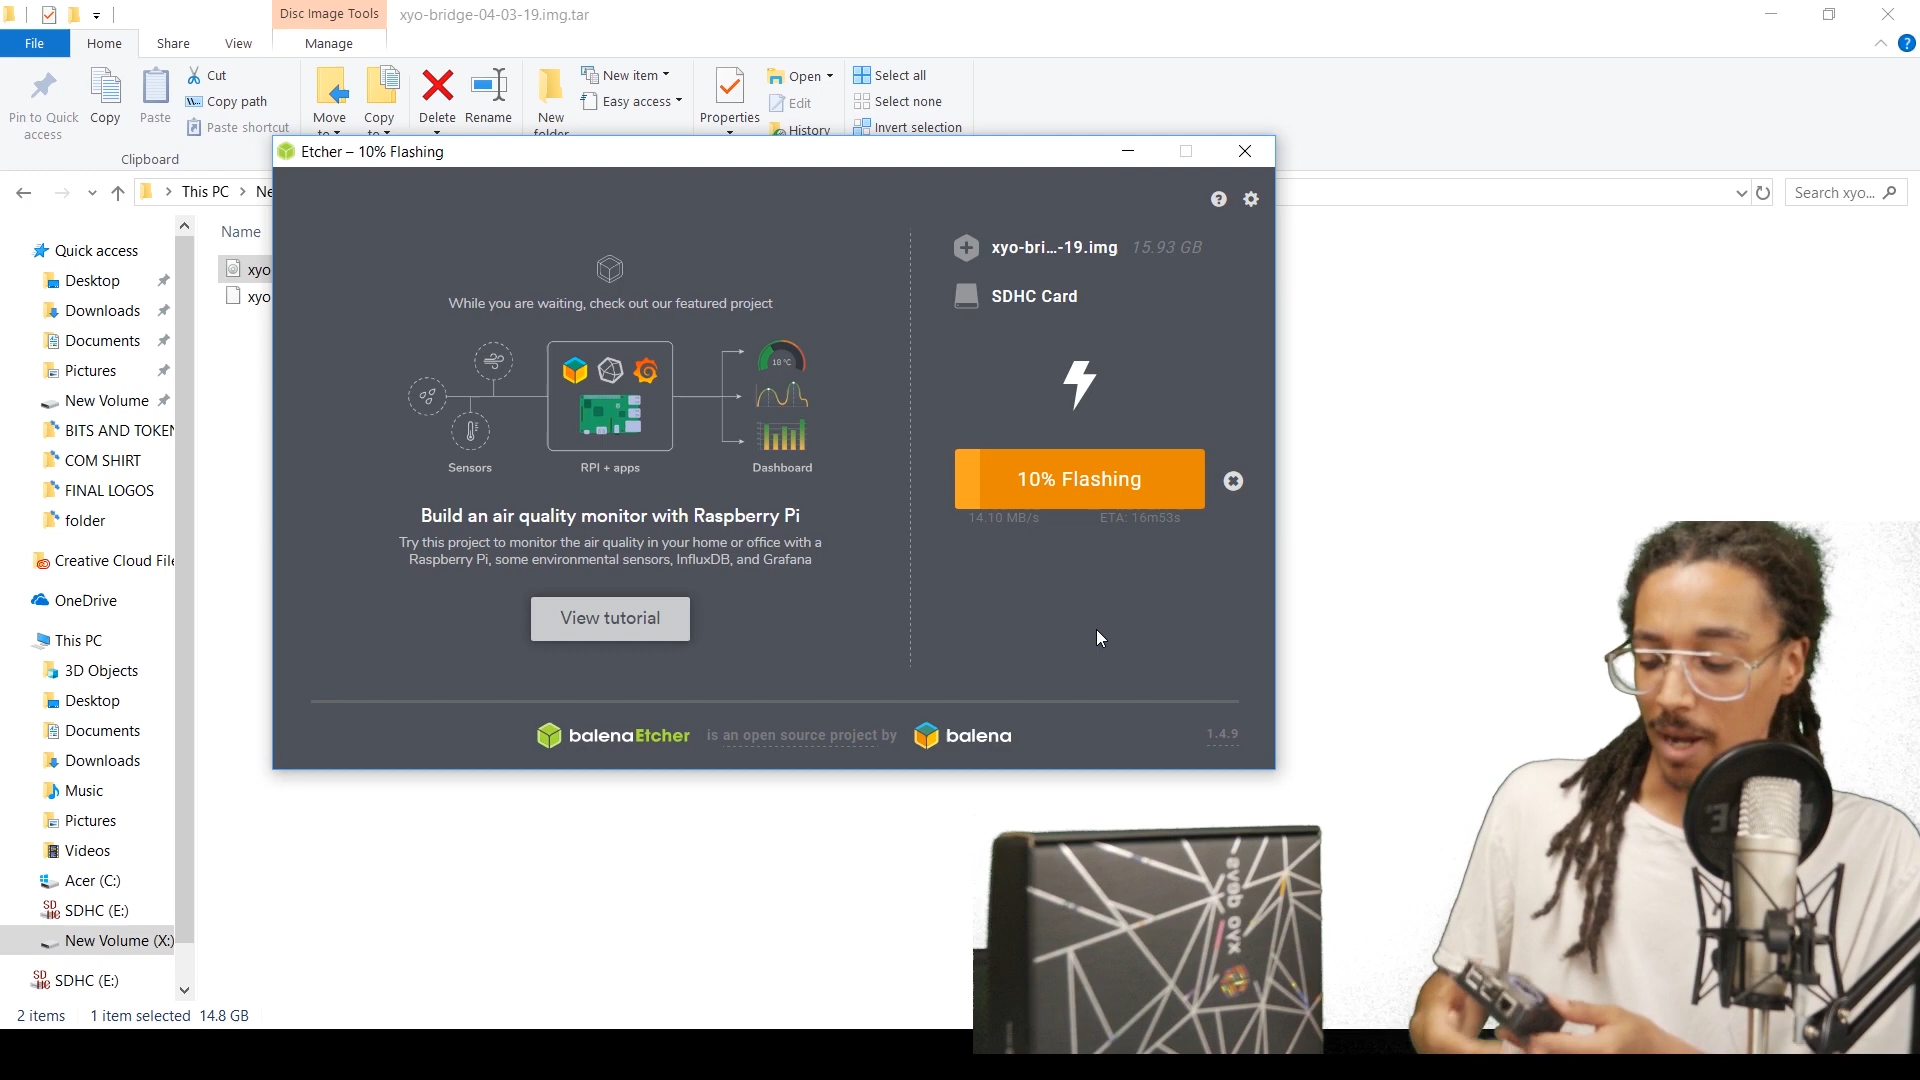 Disc Image Tools
xyo-bridge-04-03-19.img.tar
File
Home
Share
View
Manage
Pin to Quick
access
Copy
Paste
Cut
Copy path
Paste shortcut
Clipboard
Move
to
Copy
to
Delete
Rename
New
folder
New item
Easy access
Properties
Open
Edit
History
Select all
Select none
Invert selection
Etcher – 10% Flashing
This PC
Ne
Search xyo...
Name
xyo
xyo
Quick access
Desktop
Downloads
Documents
Pictures
New Volume
BITS AND TOKEN
COM SHIRT
FINAL LOGOS
folder
Creative Cloud File
OneDrive
This PC
3D Objects
Desktop
Documents
Downloads
Music
Pictures
Videos
Acer (C:)
SDHC (E:)
New Volume (X:)
SDHC (E:)
2 items
1 item selected 14.8 GB
While you are waiting, check out our featured project
18°C
Sensors
RPI + apps
Dashboard
Build an air quality monitor with Raspberry Pi
Try this project to monitor the air quality in your home or office with a
Raspberry Pi, some environmental sensors, InfluxDB, and Grafana
View tutorial
xyo-bri...-19.img 15.93 GB
SDHC Card
10% Flashing
14.10 MB/s
ETA: 16m53s
balenaEtcher is an open source project by balena
1.4.9